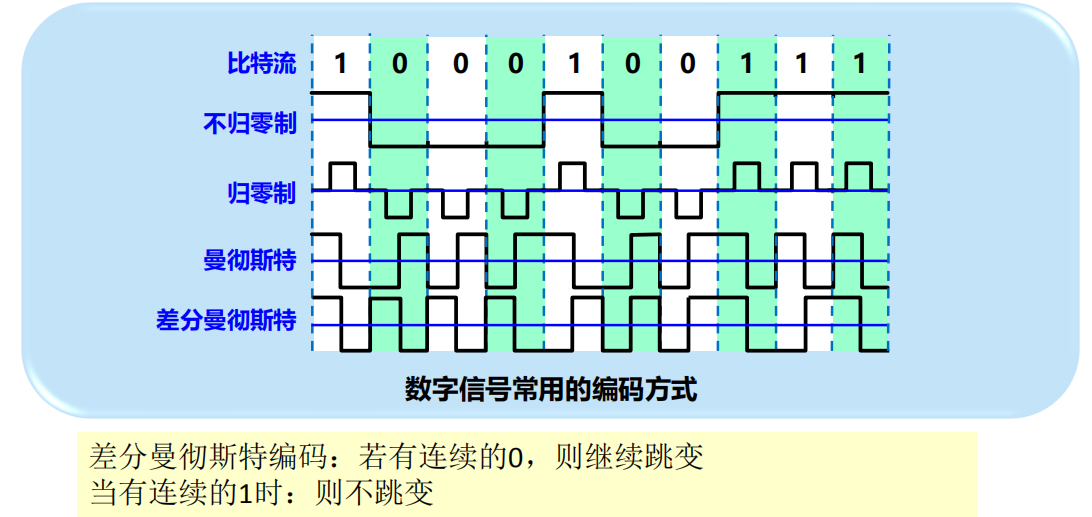 比特流 1 0 0 0 1 0 0 1 1 1
不归零制
归零制
曼彻斯特
差分曼彻斯特
数字信号常用的编码方式
差分曼彻斯特编码：若有连续的0，则继续跳变
当有连续的1时：则不跳变